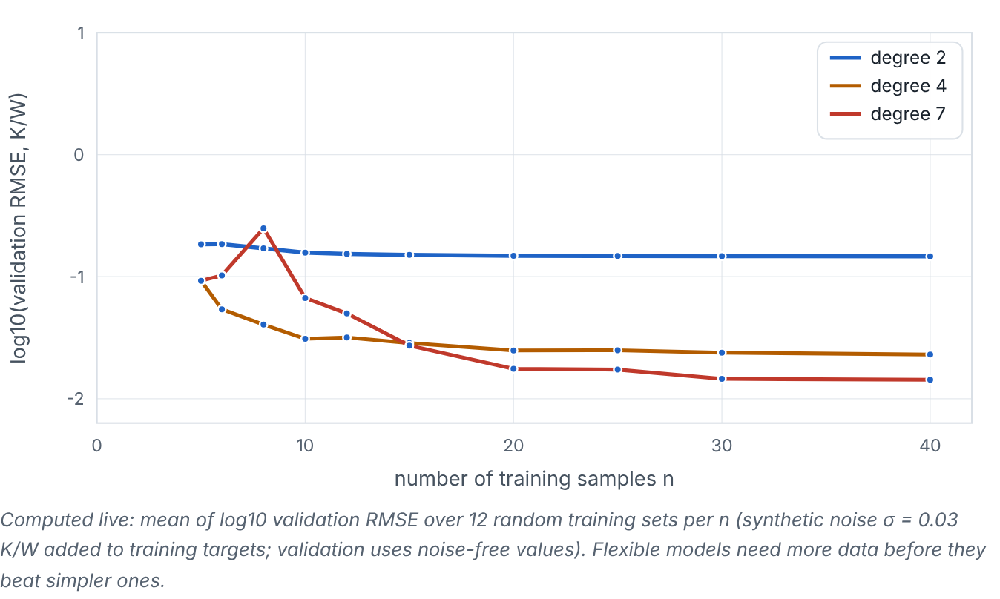 degree 2
degree 4
degree 7
log10(validation RMSE, K/W)
1
0
-1
-2
0
10
20
30
40
number of training samples n
Computed live: mean of log10 validation RMSE over 12 random training sets per n (synthetic noise σ = 0.03
K/W added to training targets; validation uses noise-free values). Flexible models need more data before they
beat simpler ones.